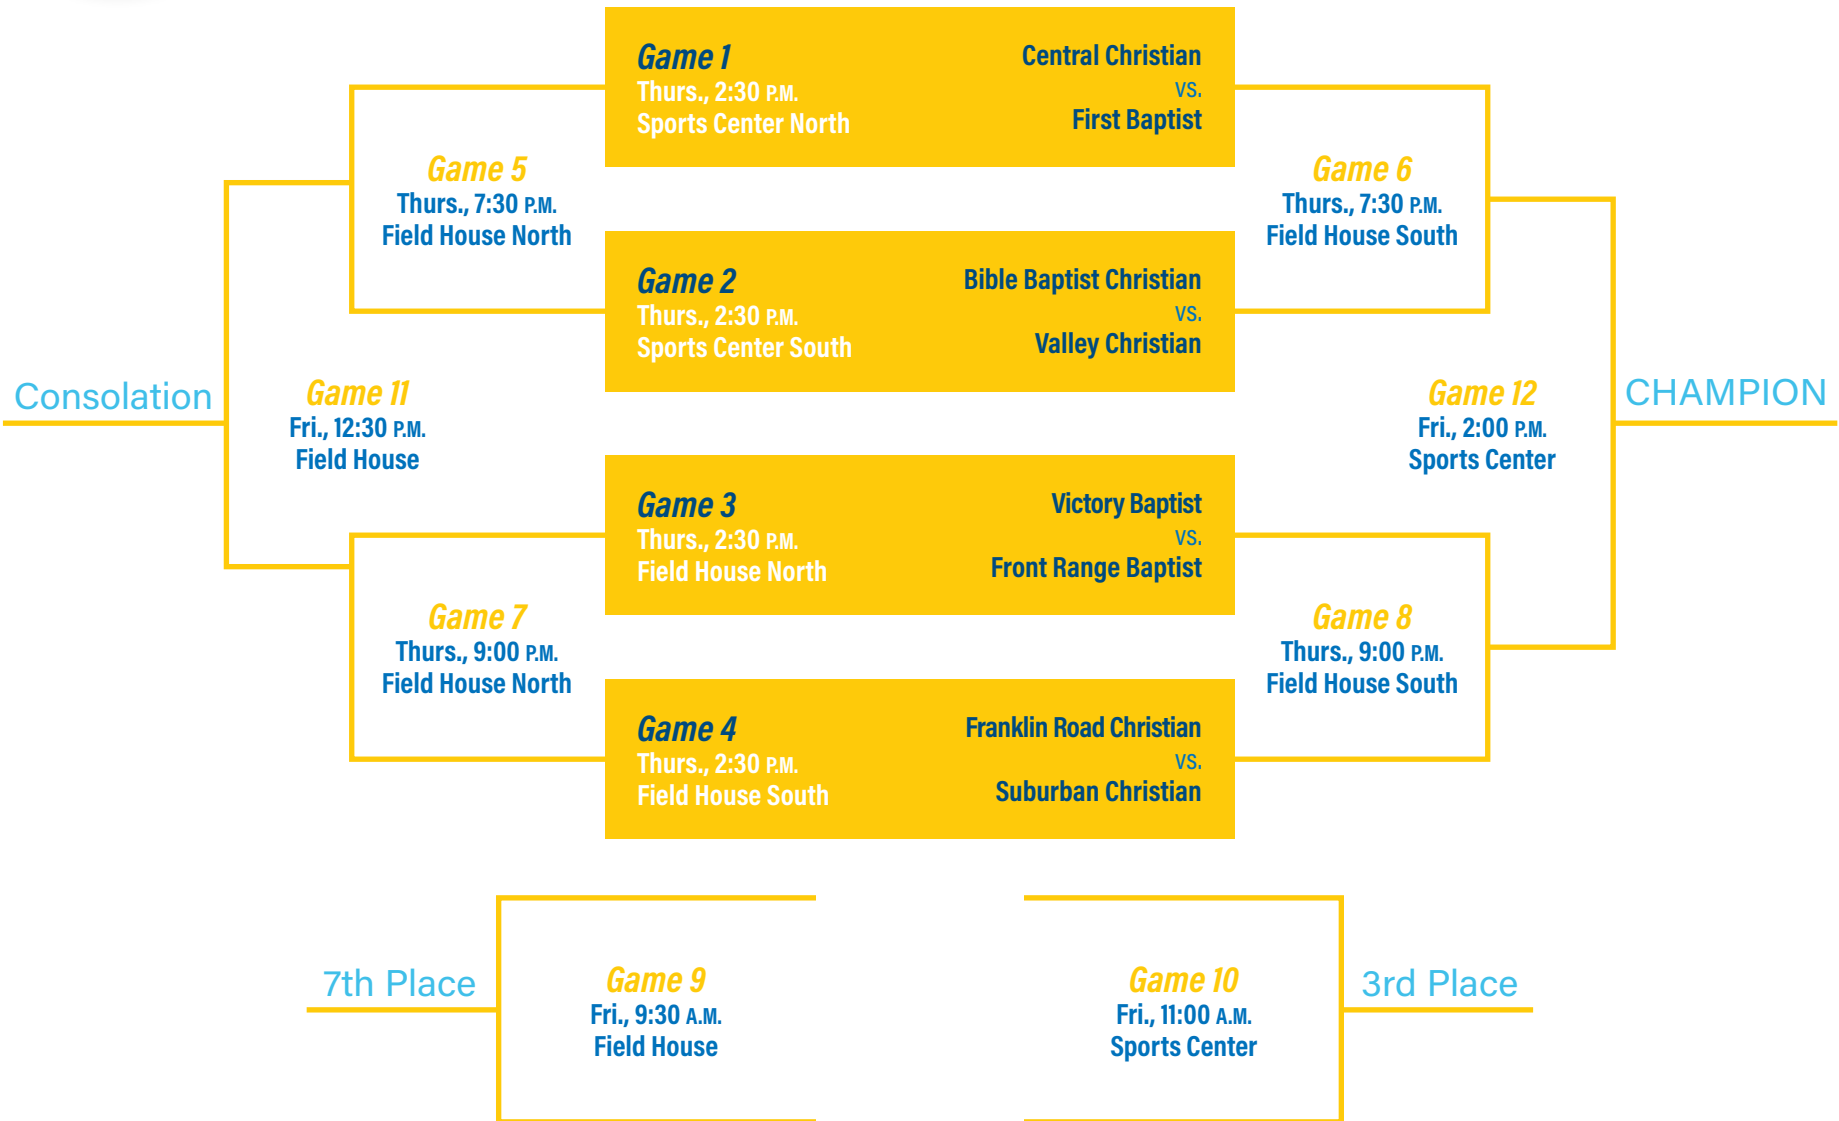 Game 1
Thurs., 2:30 P.M.
Sports Center North
Central Christian
VS.
First Baptist
Game 5
Thurs., 7:30 P.M.
Field House North
Game 6
Thurs., 7:30 P.M.
Field House South
Game 2
Thurs., 2:30 P.M.
Sports Center South
Bible Baptist Christian
VS.
Valley Christian
Consolation
Game 11
Fri., 12:30 P.M.
Field House
Game 12
Fri., 2:00 P.M.
Sports Center
CHAMPION
Game 3
Thurs., 2:30 P.M.
Field House North
Victory Baptist
VS.
Front Range Baptist
Game 7
Thurs., 9:00 P.M.
Field House North
Game 8
Thurs., 9:00 P.M.
Field House South
Game 4
Thurs., 2:30 P.M.
Field House South
Franklin Road Christian
VS.
Suburban Christian
7th Place
Game 9
Fri., 9:30 A.M.
Field House
Game 10
Fri., 11:00 A.M.
Sports Center
3rd Place